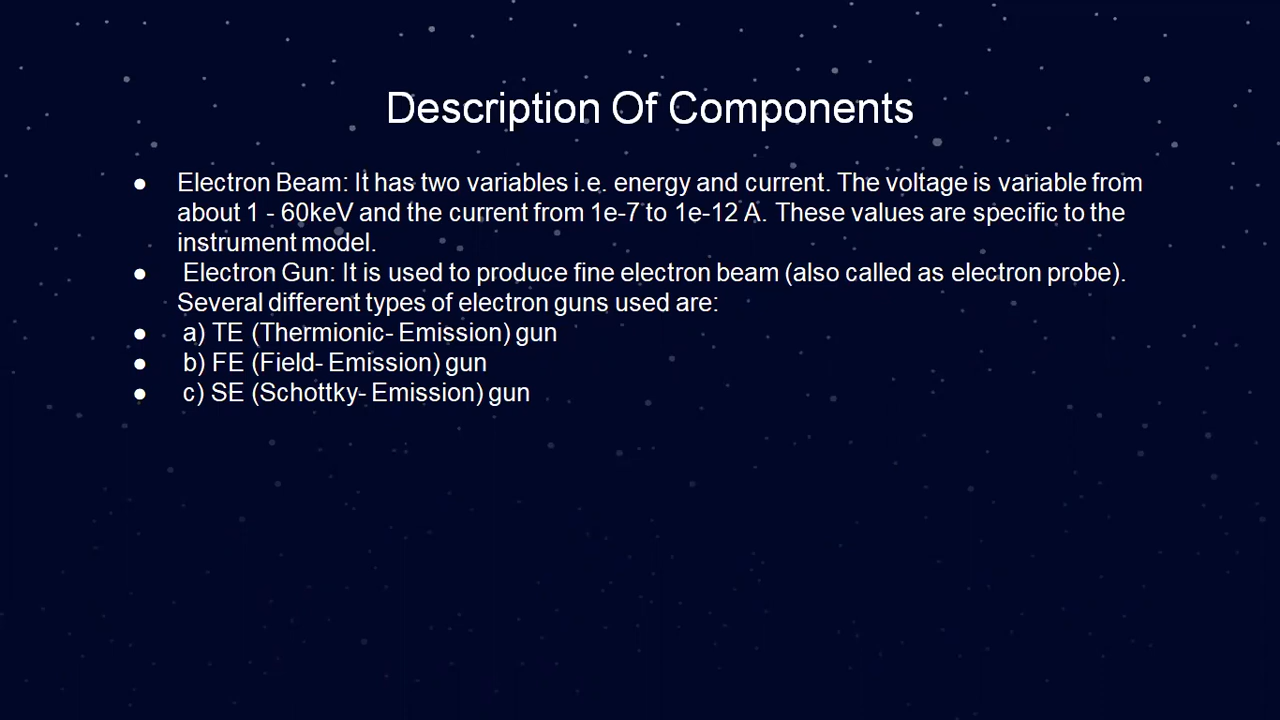 Description Of Components
● Electron Beam: It has two variables i.e. energy and current. The voltage is variable from
about 1 - 60keV and the current from 1e-7 to 1e-12 A. These values are specific to the
instrument model.
● Electron Gun: It is used to produce fine electron beam (also called as electron probe).
Several different types of electron guns used are:
● a) TE (Thermionic- Emission) gun
● b) FE (Field- Emission) gun
● c) SE (Schottky- Emission) gun